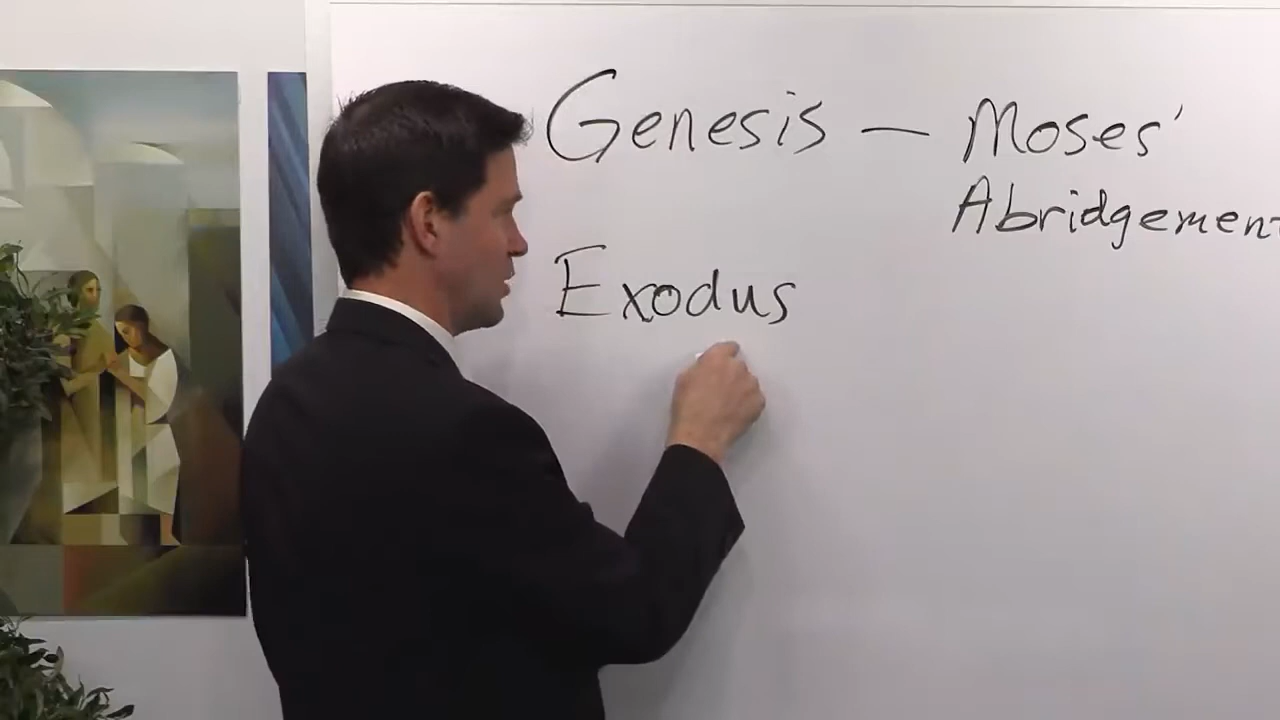 Genesis — Moses'
Abridgement
Exodus